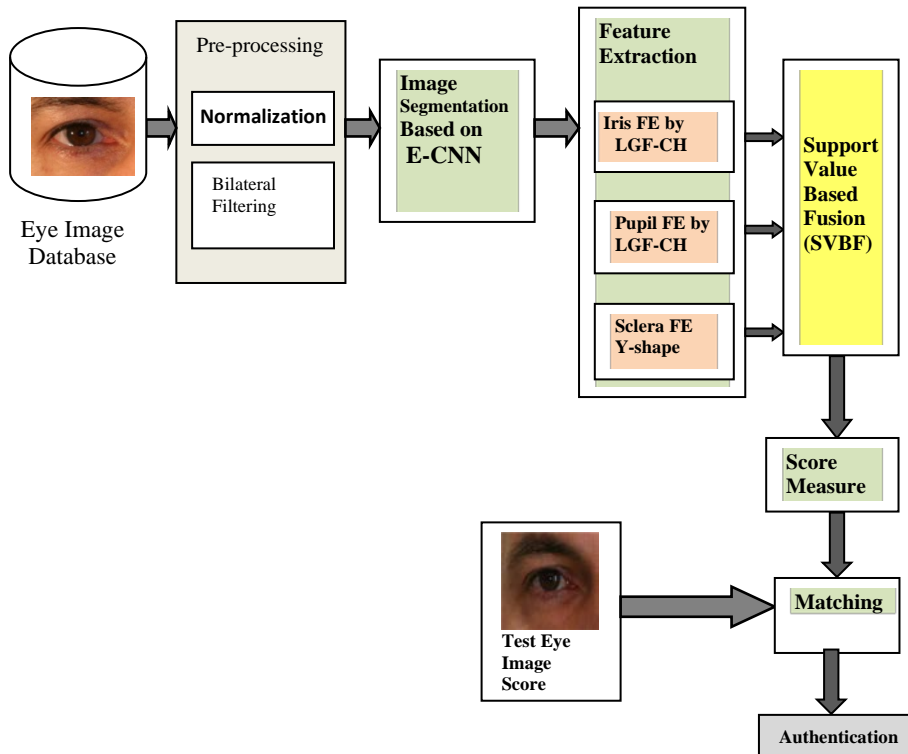 Eye Image
Database
Pre-processing
Normalization
Bilateral
Filtering
Image
Segmentation
Based on
E-CNN
Feature
Extraction
Iris FE by
LGF-CH
Pupil FE by
LGF-CH
Sclera FE
Y-shape
Support
Value
Based
Fusion
(SVBF)
Score
Measure
Test Eye
Image
Score
Matching
Authentication